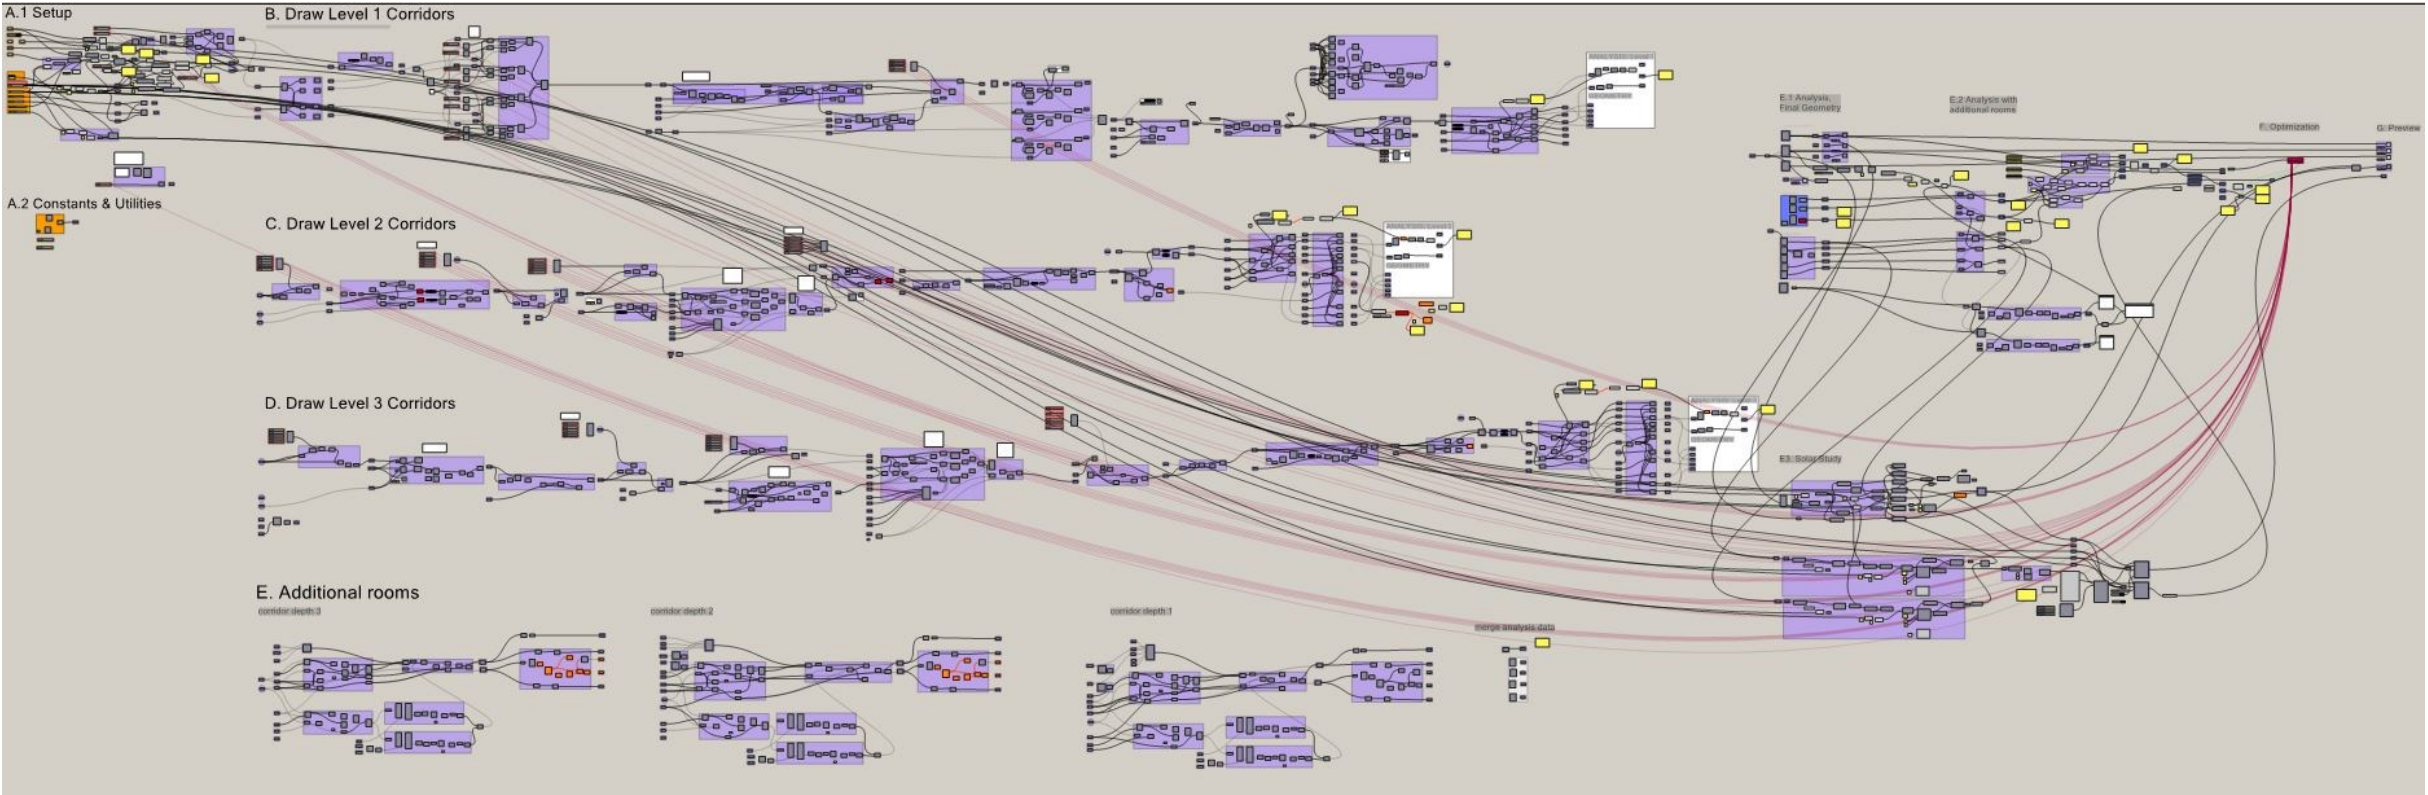 A.1 Setup
B. Draw Level 1 Corridors
E.1 Analysis,
Final Geometry
E.2 Analysis with
additional rooms
F. Optimization
G. Preview
A.2 Constants & Utilities
C. Draw Level 2 Corridors
D. Draw Level 3 Corridors
E3. Solar Study
E. Additional rooms
corridor depth 3
corridor depth 2
corridor depth 1
merge analysis data